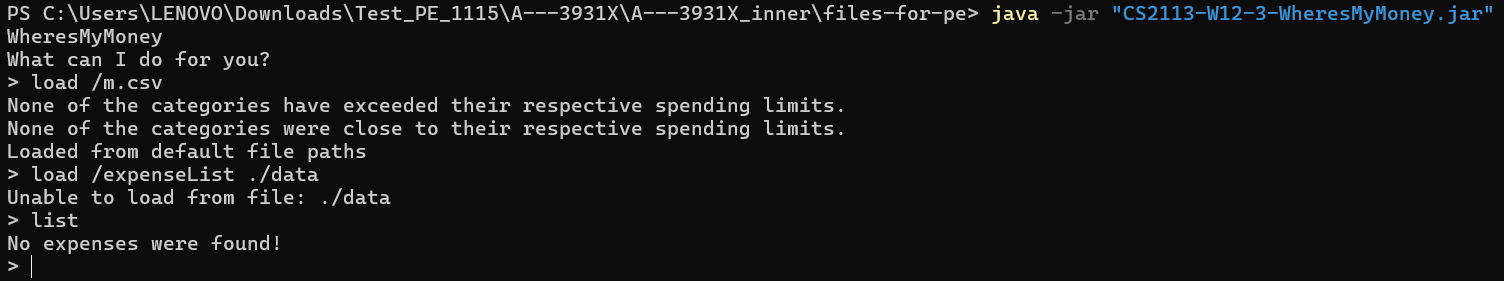 PS C:\Users\LENOVO\Downloads\Test_PE_1115\A---3931X\A---3931X_inner\files-for-pe> java -jar "CS2113-W12-3-WheresMyMoney.jar"
WheresMyMoney
What can I do for you?
> load /m.csv
None of the categories have exceeded their respective spending limits.
None of the categories were close to their respective spending limits.
Loaded from default file paths
> load /expenseList ./data
Unable to load from file: ./data
> list
No expenses were found!
>